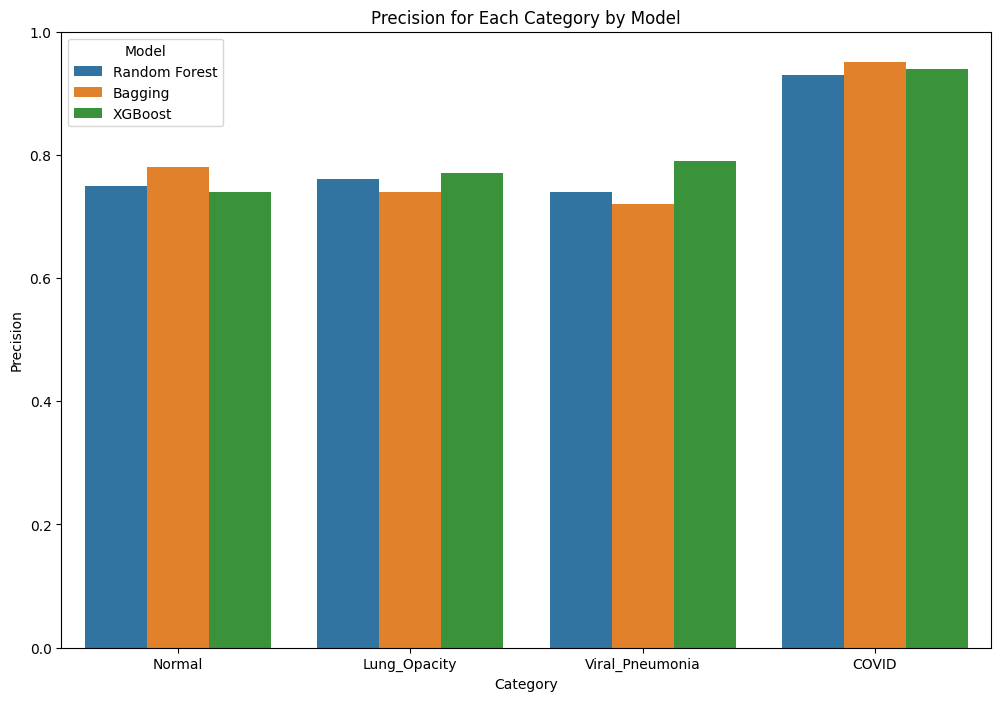 Precision for Each Category by Model
Model
Random Forest
Bagging
XGBoost
Precision
1.0
0.8
0.6
0.4
0.2
0.0
Normal
Lung_Opacity
Viral_Pneumonia
COVID
Category